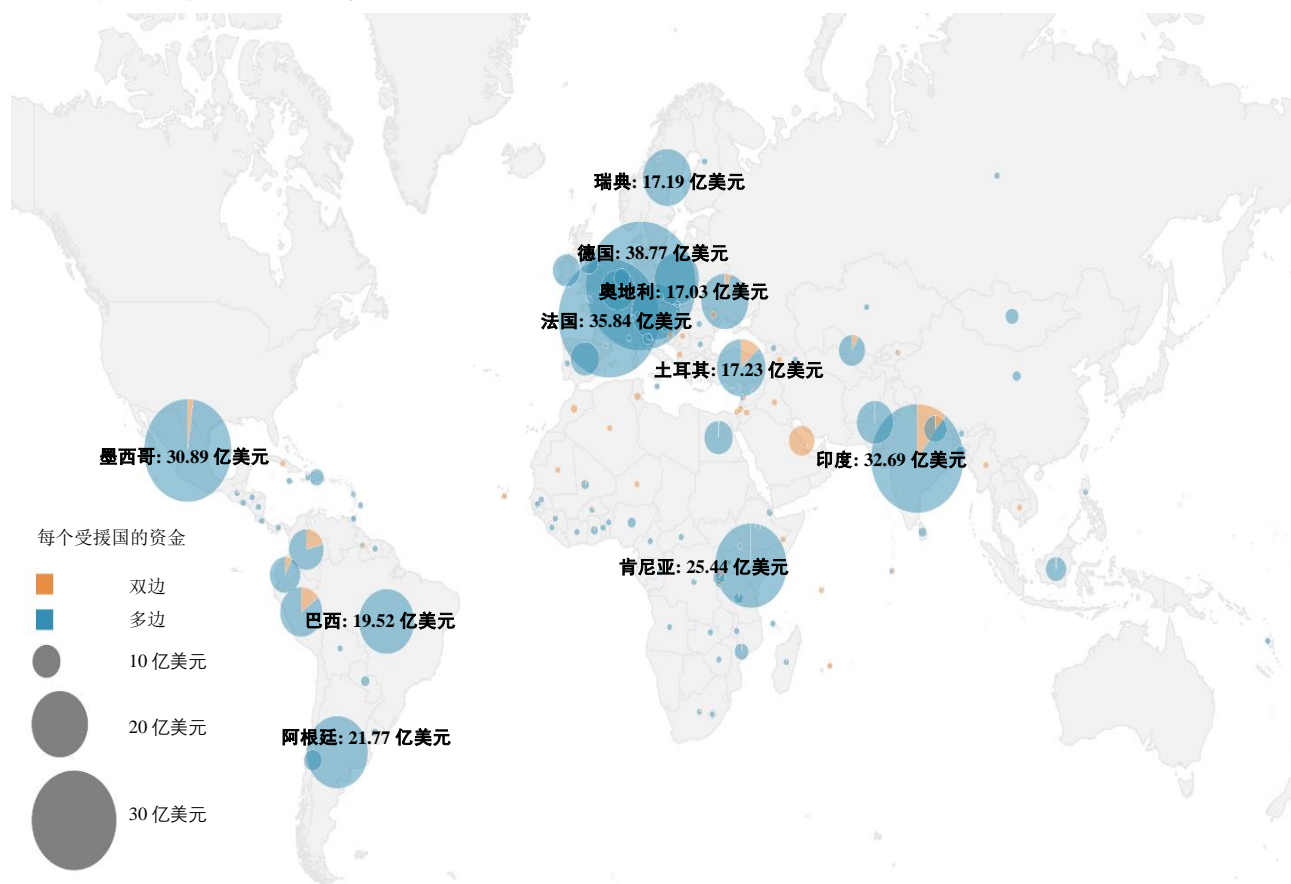 瑞典: 17.19 亿美元
德国: 38.77 亿美元
奥地利: 17.03 亿美元
法国: 35.84 亿美元
土耳其: 17.23 亿美元
墨西哥: 30.89 亿美元
印度: 32.69 亿美元
肯尼亚: 25.44 亿美元
巴西: 19.52 亿美元
阿根廷: 21.77 亿美元
每个受援国的资金
双边
多边
10 亿美元
20 亿美元
30 亿美元